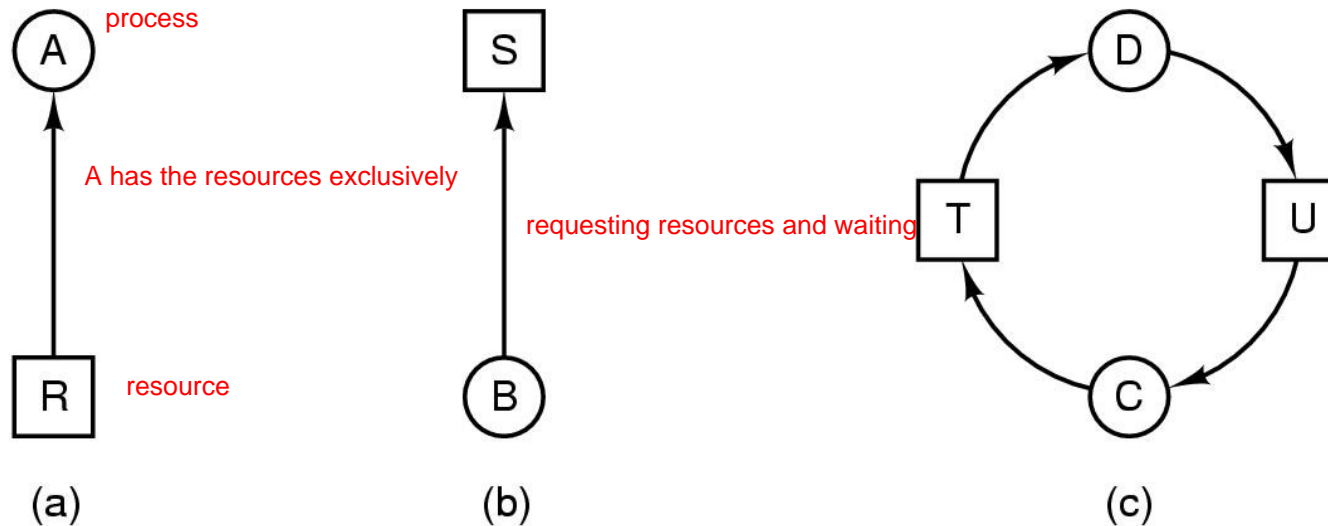 A
process
S
D
A has the resources exclusively
requesting resources and waiting
T
U
R
resource
B
C
(a)
(b)
(c)